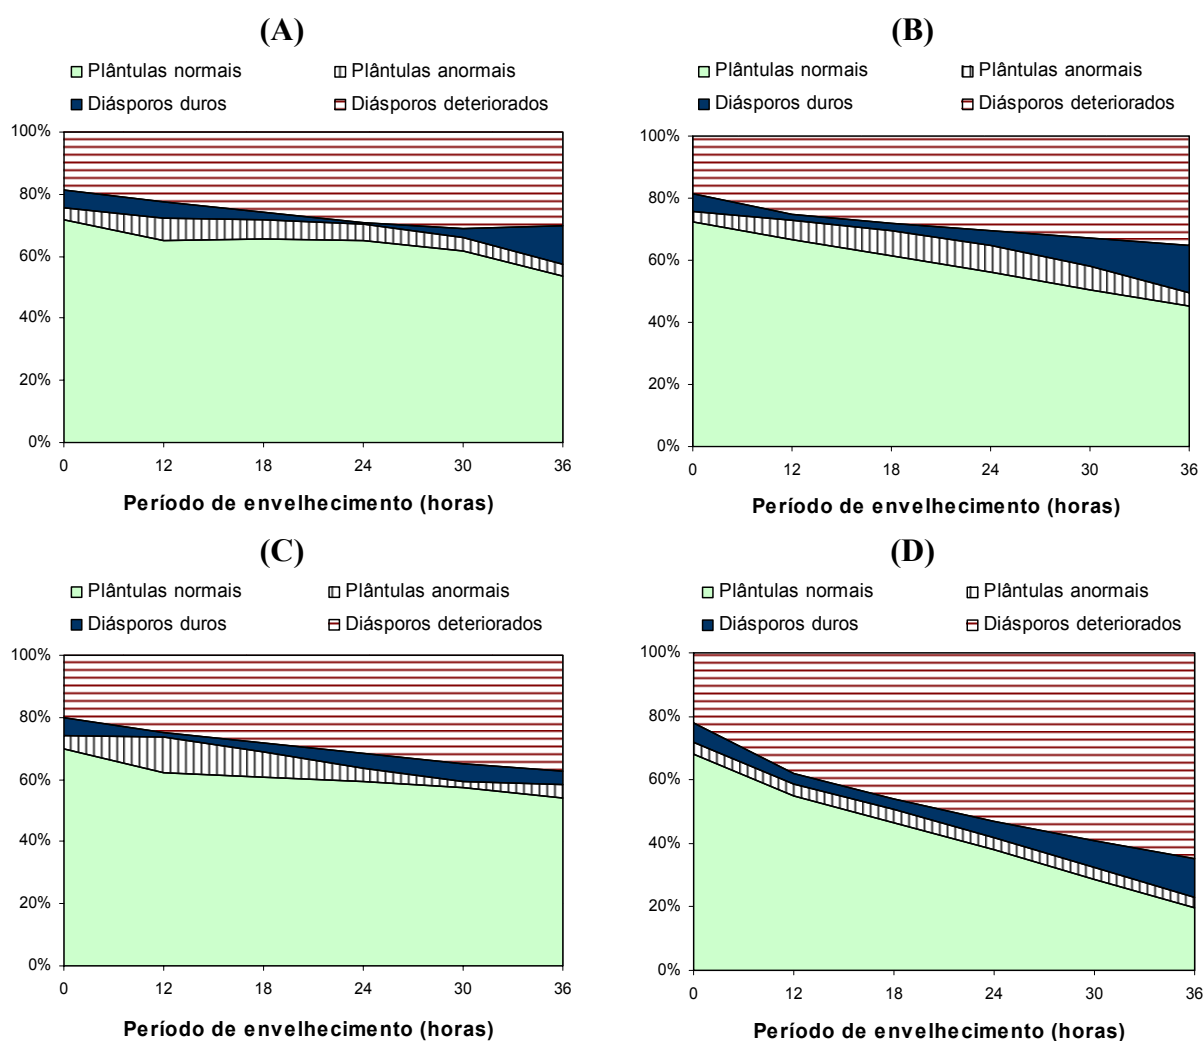 (A)
Plântulas normais Plântulas anormais
Diásporos duros Diásporos deteriorados
100%
80%
60%
40%
20%
0%
0 12 18 24 30 36
Período de envelhecimento (horas)
(B)
Plântulas normais Plântulas anormais
Diásporos duros Diásporos deteriorados
100%
80%
60%
40%
20%
0%
0 12 18 24 30 36
Período de envelhecimento (horas)
(C)
Plântulas normais Plântulas anormais
Diásporos duros Diásporos deteriorados
100%
80%
60%
40%
20%
0%
0 12 18 24 30 36
Período de envelhecimento (horas)
(D)
Plântulas normais Plântulas anormais
Diásporos duros Diásporos deteriorados
100%
80%
60%
40%
20%
0%
0 12 18 24 30 36
Período de envelhecimento (horas)